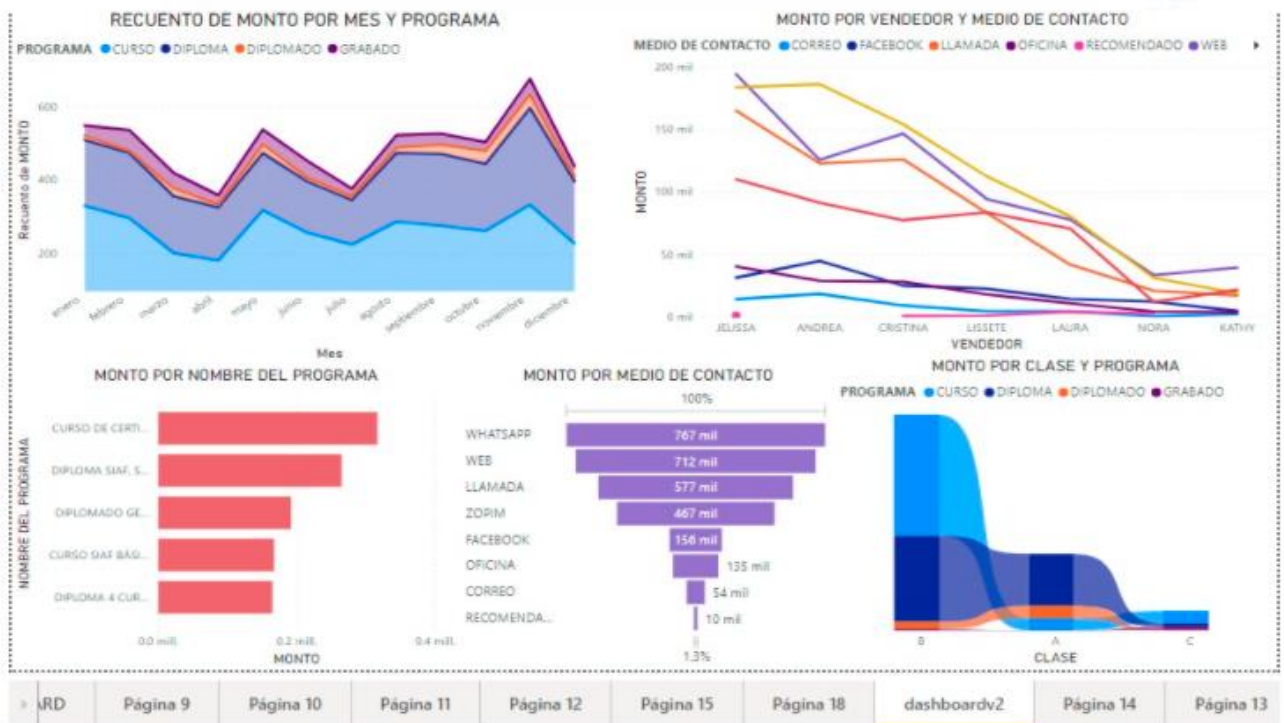 RECUENTO DE MONTO POR MES Y PROGRAMA
PROGRAMA CURSO DIPLOMA DIPLOMADO GRABADO
Recuento de MONTO
600
400
200
enero
febrero
marzo
abril
mayo
junio
julio
agosto
septiembre
octubre
noviembre
diciembre
Mes
MONTO POR VENDEDOR Y MEDIO DE CONTACTO
MEDIO DE CONTACTO CORREO FACEBOOK LLAMADA OFICINA RECOMENDADO WEB
MONTO
200 mil
150 mil
100 mil
50 mil
0 mil
JELISSA ANDREA CRISTINA LISSETE LAURA NORA KATHY
VENDEDOR
MONTO POR NOMBRE DEL PROGRAMA
NOMBRE DEL PROGRAMA
CURSO DE CERTI...
DIPLOMA SIAF, S...
DIPLOMADO GE...
CURSO SIAF BÁSI...
DIPLOMA 4 CUR...
0.0 mill. 0.2 mill. 0.4 mill.
MONTO
MONTO POR MEDIO DE CONTACTO
100%
WHATSAPP 767 mil
WEB 712 mil
LLAMADA 577 mil
ZOPIM 467 mil
FACEBOOK 156 mil
OFICINA 135 mil
CORREO 54 mil
RECOMENDA... 10 mil
1.3%
MONTO POR CLASE Y PROGRAMA
PROGRAMA CURSO DIPLOMA DIPLOMADO GRABADO
B A C
CLASE
ARD Página 9 Página 10 Página 11 Página 12 Página 15 Página 18 dashboardv2 Página 14 Página 13